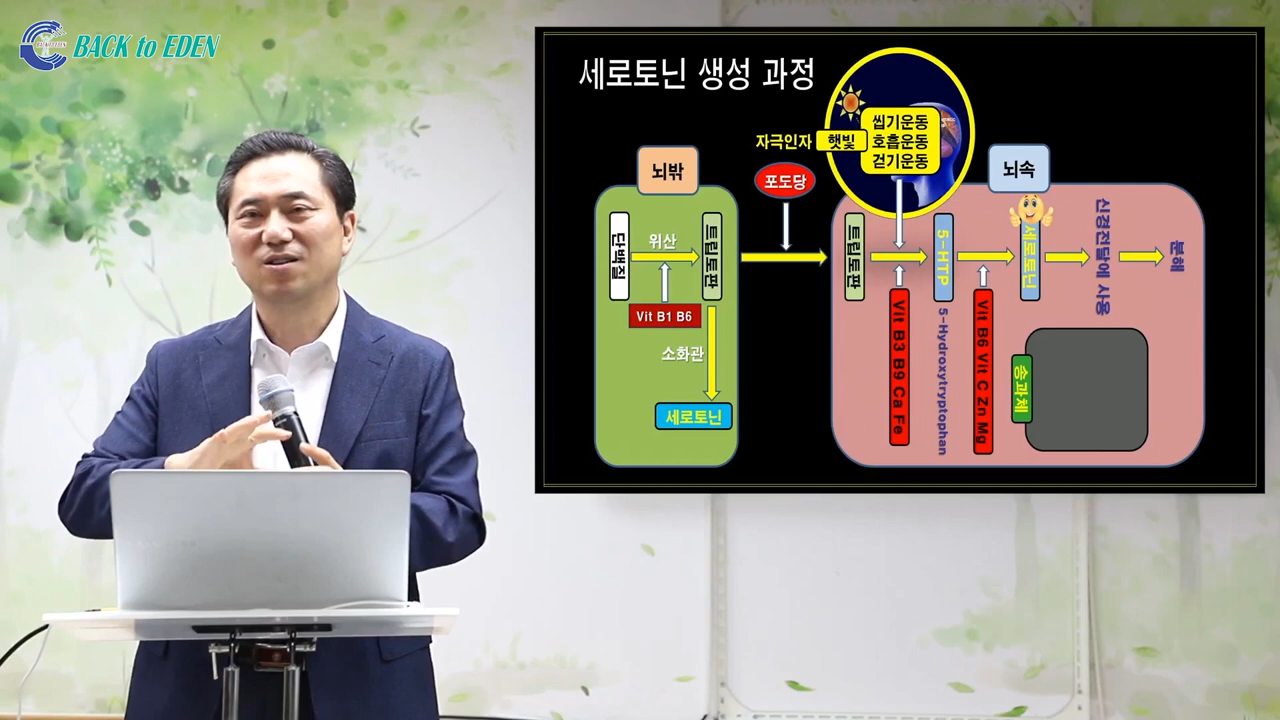 BACK to EDEN
세로토닌 생성 과정
씹기운동
호흡운동
걷기운동
자극인자
햇빛
뇌밖
포도당
뇌속
단백질
위산
트립토판
Vit B1 B6
소화관
세로토닌
트립토판
5-HTP
세로토닌
신경전달에 사용
분해
Vit B3 B9 Ca Fe
5-Hydroxytryptophan
Vit B6 Vit C Zn Mg
송과체